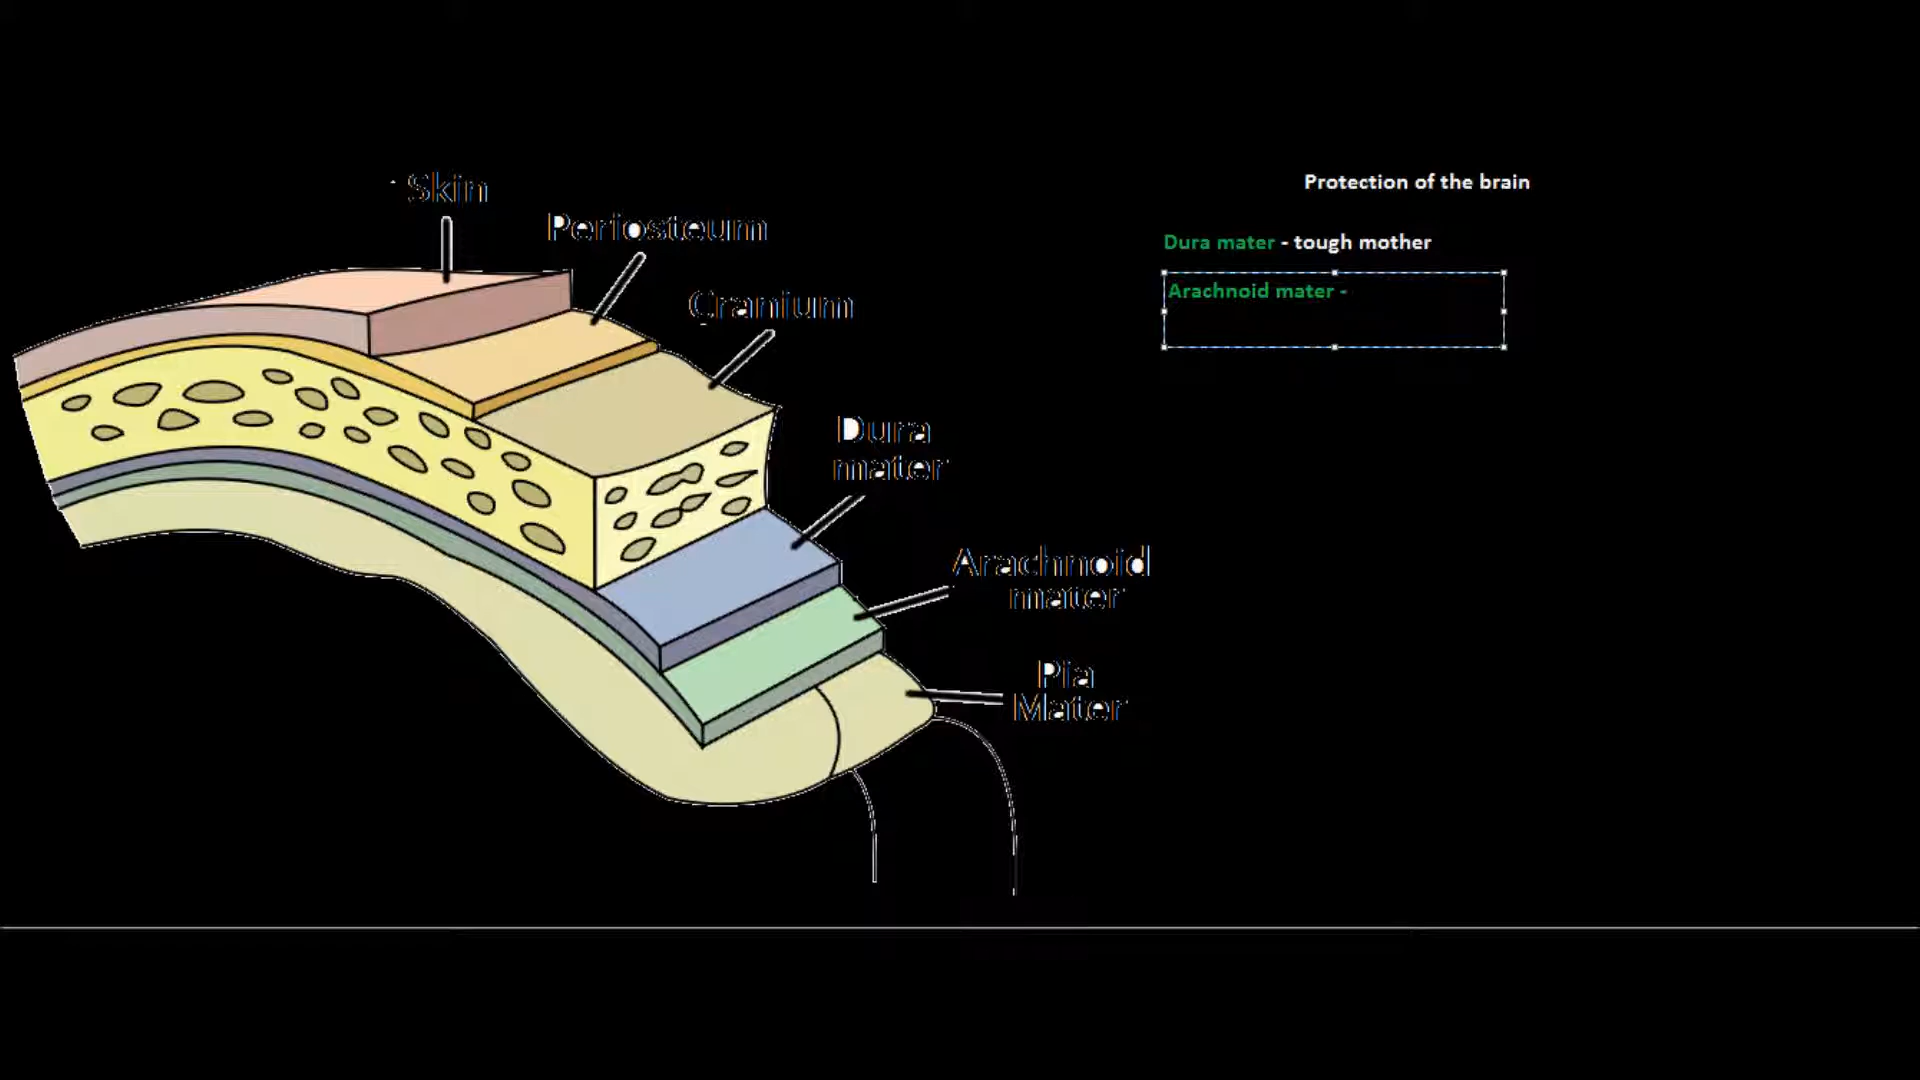 Skin
Periosteum
Cranium
Dura
mater
Arachnoid
mater
Pia
Mater
Protection of the brain
Dura mater - tough mother
Arachnoid mater -